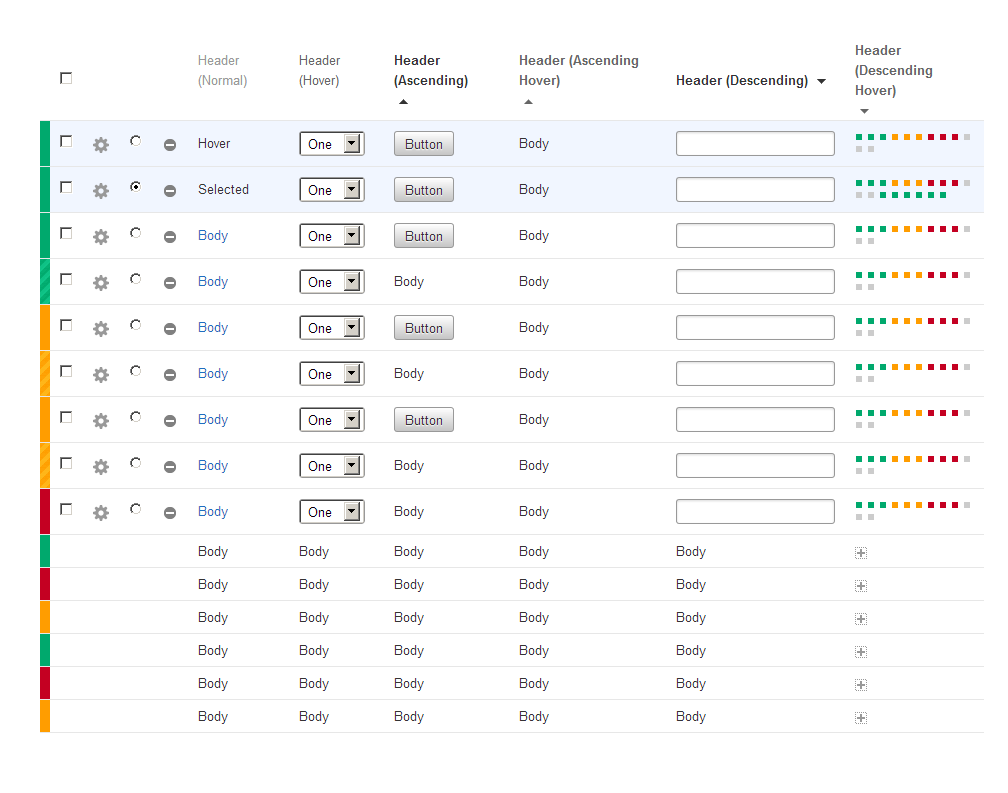 Header (Normal)
Header (Hover)
Header (Ascending)
Header (Ascending Hover)
Header (Descending)
Header (Descending Hover)
Hover One Button Body
Selected One Button Body
Body One Button Body
Body One Body Body
Body One Button Body
Body One Body Body
Body One Button Body
Body One Body Body
Body One Body Body
Body Body Body Body Body
Body Body Body Body Body
Body Body Body Body Body
Body Body Body Body Body
Body Body Body Body Body
Body Body Body Body Body